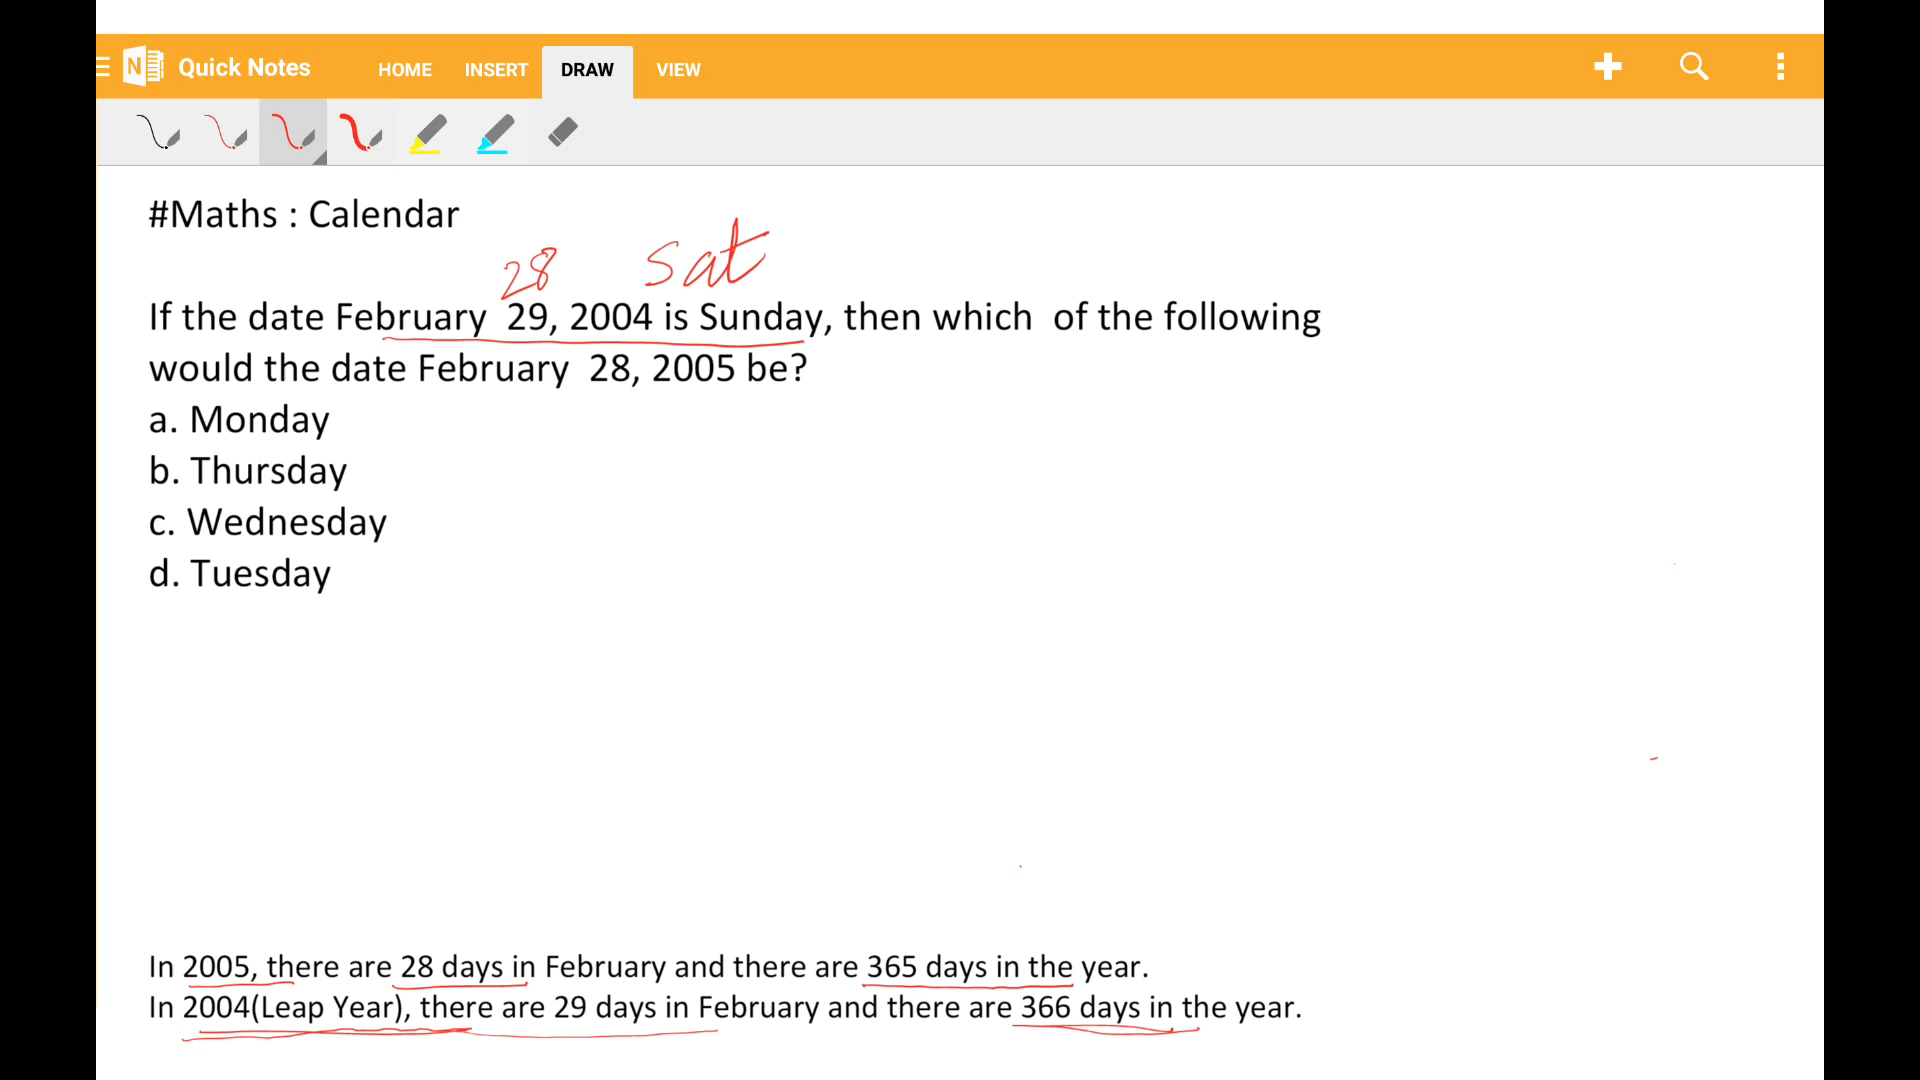 Quick Notes HOME INSERT DRAW VIEW
#Maths : Calendar
28 sat
If the date February 29, 2004 is Sunday, then which of the following
would the date February 28, 2005 be?
a. Monday
b. Thursday
c. Wednesday
d. Tuesday
In 2005, there are 28 days in February and there are 365 days in the year.
In 2004(Leap Year), there are 29 days in February and there are 366 days in the year.